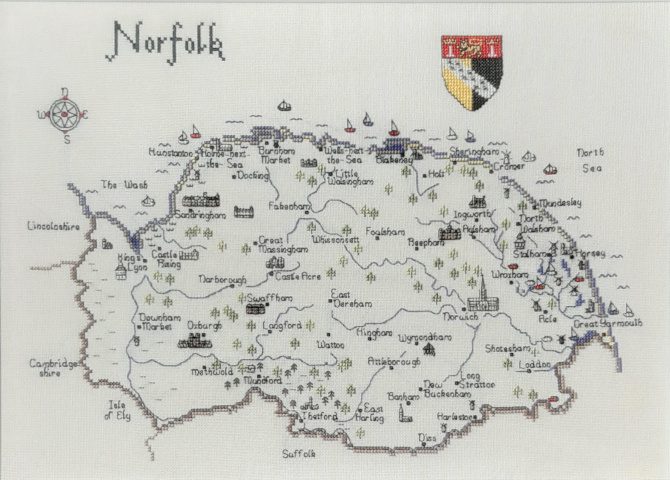 Norfolk
N
W E
S
North
Sea
The Wash
Lincolnshire
Cambridge
shire
Isle
of Ely
Suffolk
Hunstanton
Holme-next-
the-Sea
Burnham
Market
Wells-next-
the-Sea
Blakeney
Sheringham
Cromer
Docking
Little
Walsingham
Holt
Mundesley
Sandringham
Fakenham
Ingworth
North
Walsham
Aylsham
Great
Massingham
Whissonsett
Foulsham
Reepham
Stalham
Horsey
King's
Lynn
Castle
Rising
Wroxham
Narborough
Castle Acre
Swaffham
East
Dereham
Norwich
Acle
Great Yarmouth
Downham
Market
Oxburgh
Langford
Watton
Hingham
Wymondham
Shotesham
Loddon
Methwold
Mundford
Attleborough
Long
Stratton
New
Buckenham
Banham
Thetford
East
Harling
Harleston
Diss